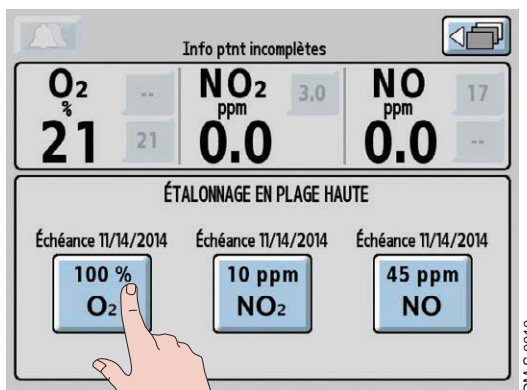 Info ptnt incomplètes
O2 % -- 21 21
NO2 ppm 3.0 0.0
NO ppm 17 0.0 --
ÉTALONNAGE EN PLAGE HAUTE
Échéance 11/14/2014 Échéance 11/14/2014 Échéance 11/14/2014
100 % O2
10 ppm NO2
45 ppm NO